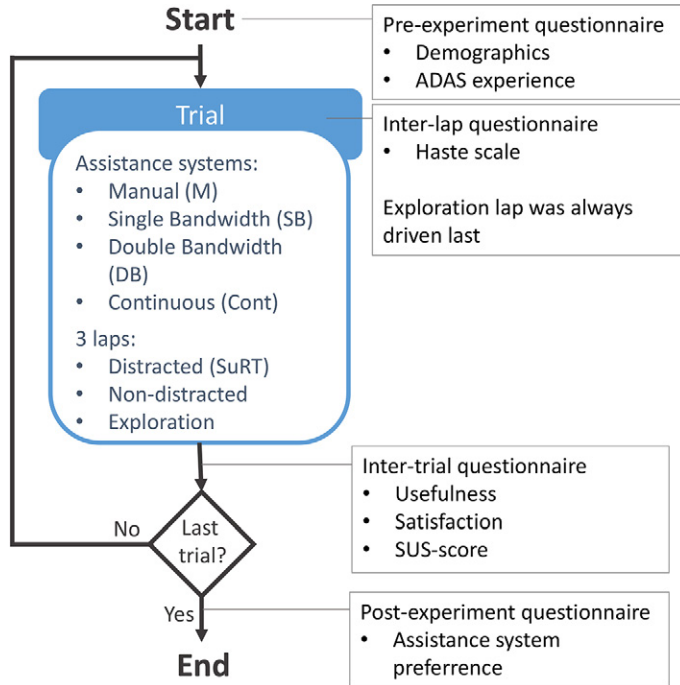 Start
Pre-experiment questionnaire
• Demographics
• ADAS experience
Trial
Inter-lap questionnaire
• Haste scale
Exploration lap was always
driven last
Assistance systems:
• Manual (M)
• Single Bandwidth (SB)
• Double Bandwidth
(DB)
• Continuous (Cont)
3 laps:
• Distracted (SuRT)
• Non-distracted
• Exploration
Inter-trial questionnaire
• Usefulness
• Satisfaction
• SUS-score
No
Last
trial?
Yes
Post-experiment questionnaire
• Assistance system
preferrence
End